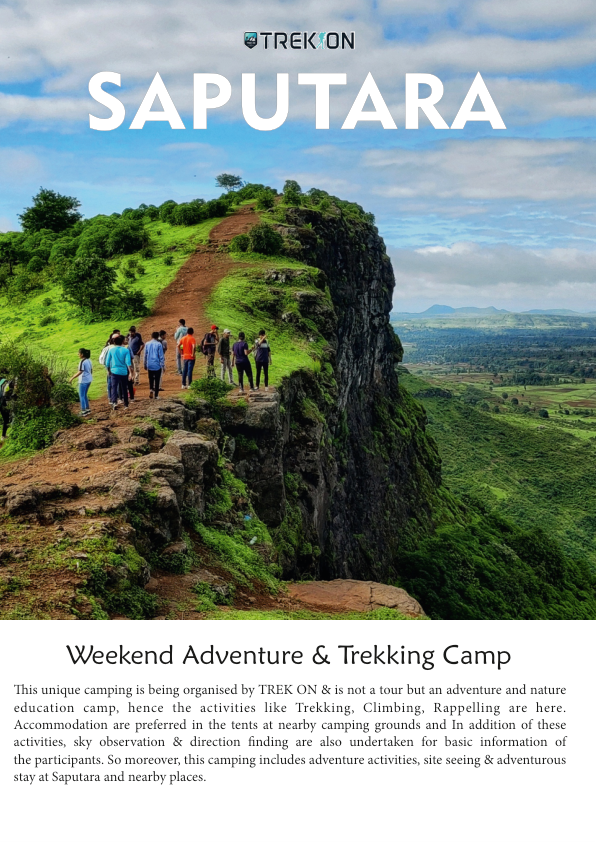 TREK ON
SAPUTARA
Weekend Adventure & Trekking Camp
This unique camping is being organised by TREK ON & is not a tour but an adventure and nature
education camp, hence the activities like Trekking, Climbing, Rappelling are here.
Accommodation are preferred in the tents at nearby camping grounds and In addition of these
activities, sky observation & direction finding are also undertaken for basic information of
the participants. So moreover, this camping includes adventure activities, site seeing & adventurous
stay at Saputara and nearby places.